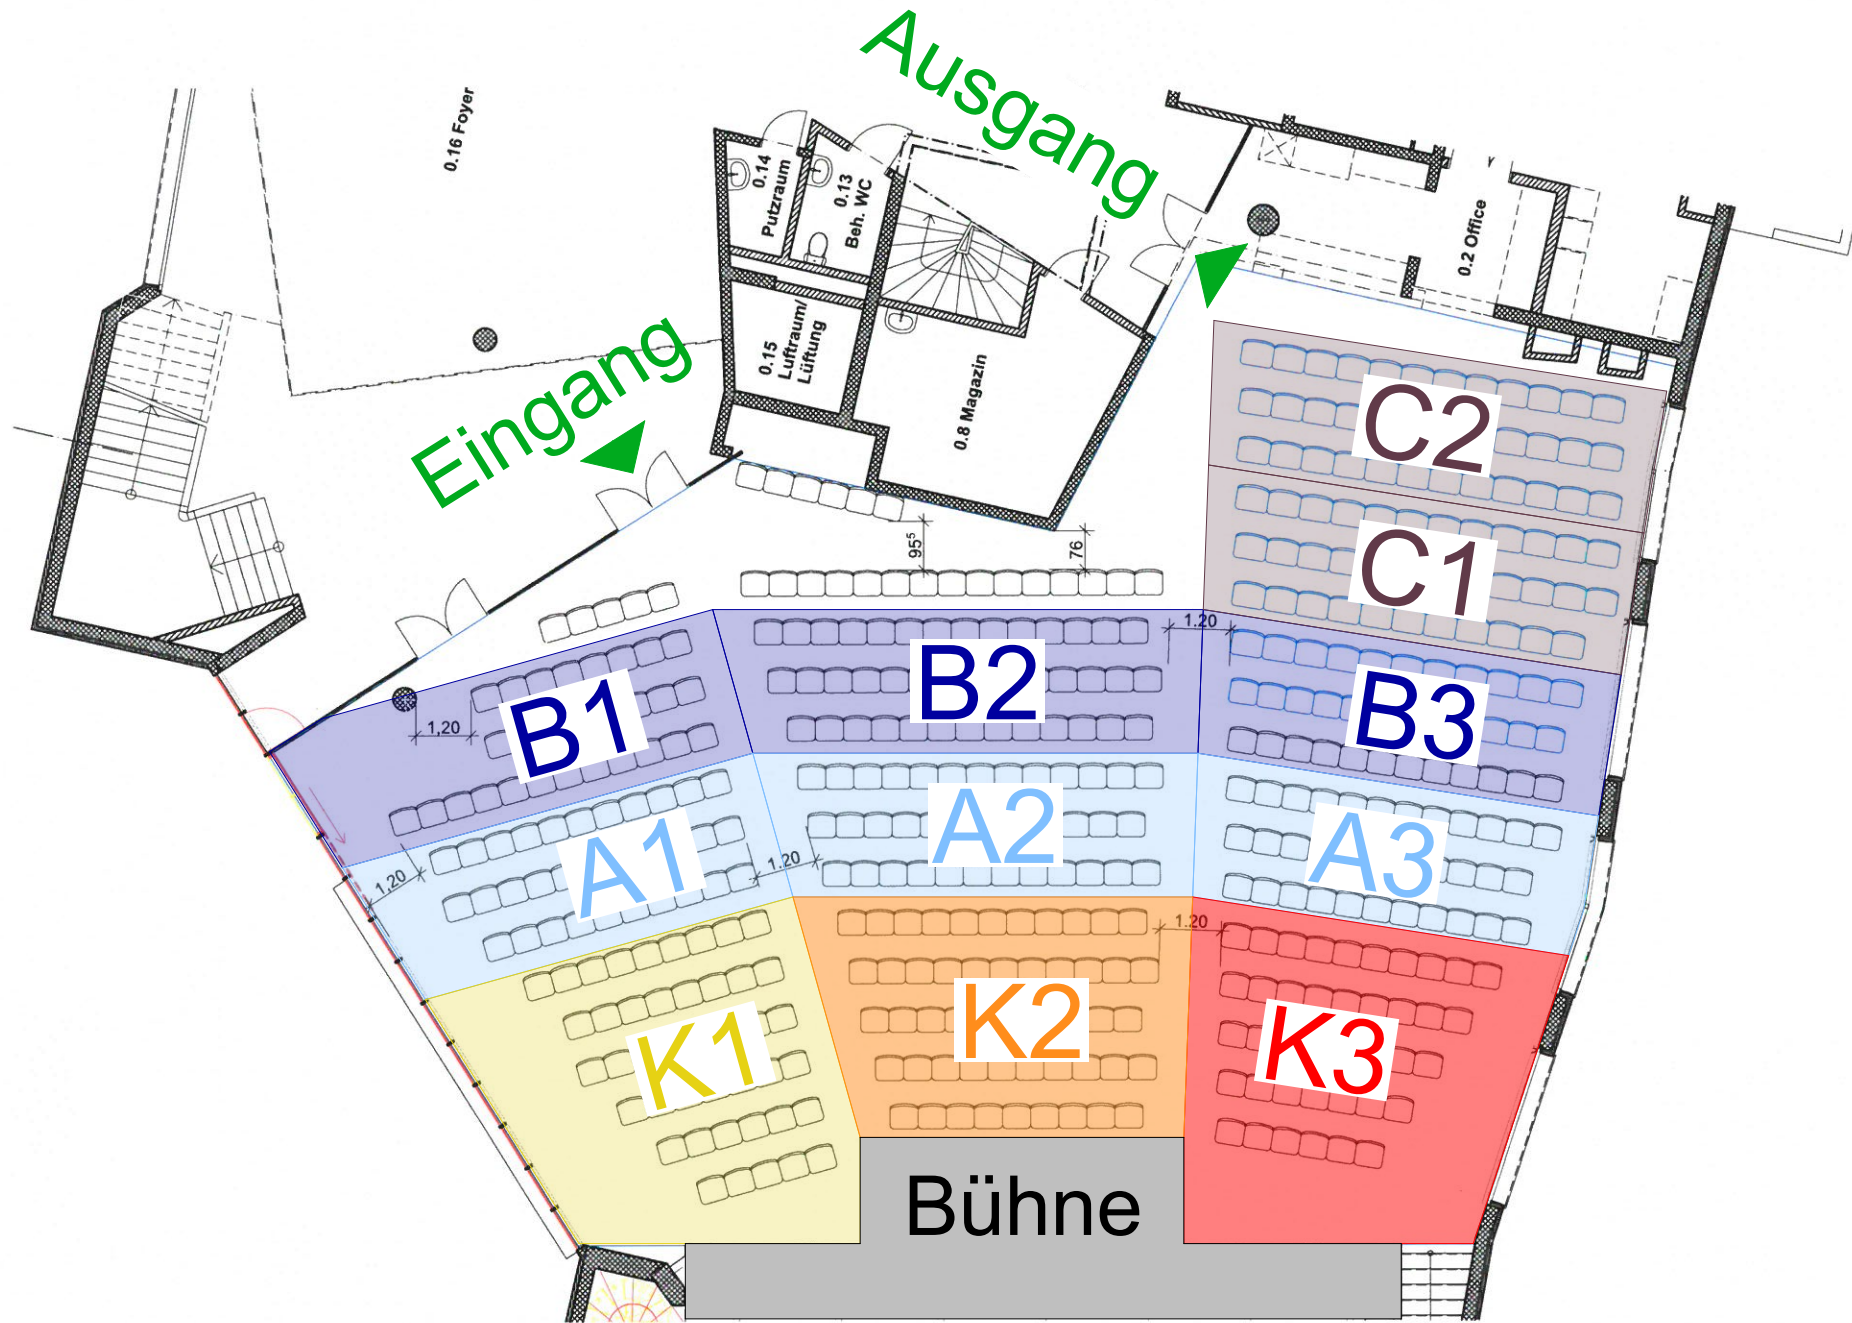 Ausgang
0.16 Foyer
0.14
Putzraum
0.13
Beh. WC
0.2 Office
0.15
Luftraum/
Lüftung
0.8 Magazin
Eingang
C2
95⁵
76
C1
1.20
B1
B2
B3
1,20
A1
A2
A3
1,20
1.20
1.20
K1
K2
K3
Bühne